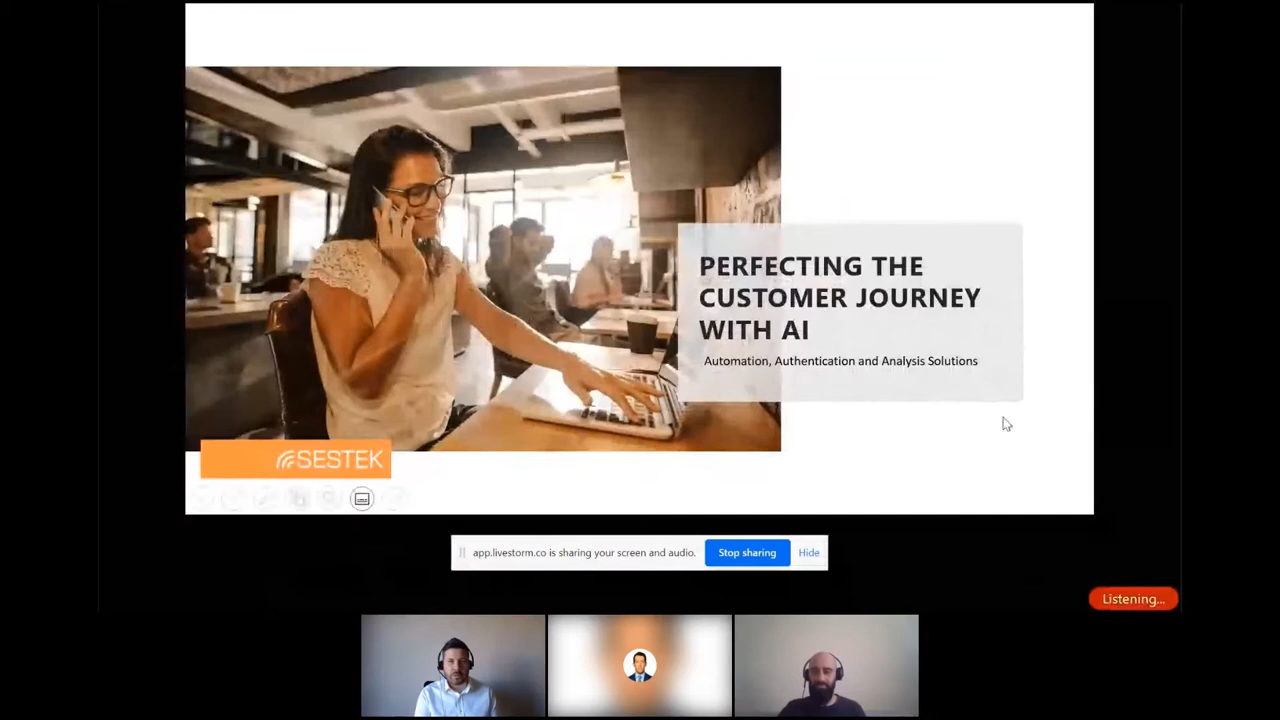 PERFECTING THE
CUSTOMER JOURNEY
WITH AI
Automation, Authentication and Analysis Solutions
SESTEK
app.livestorm.co is sharing your screen and audio.
Stop sharing
Hide
Listening...